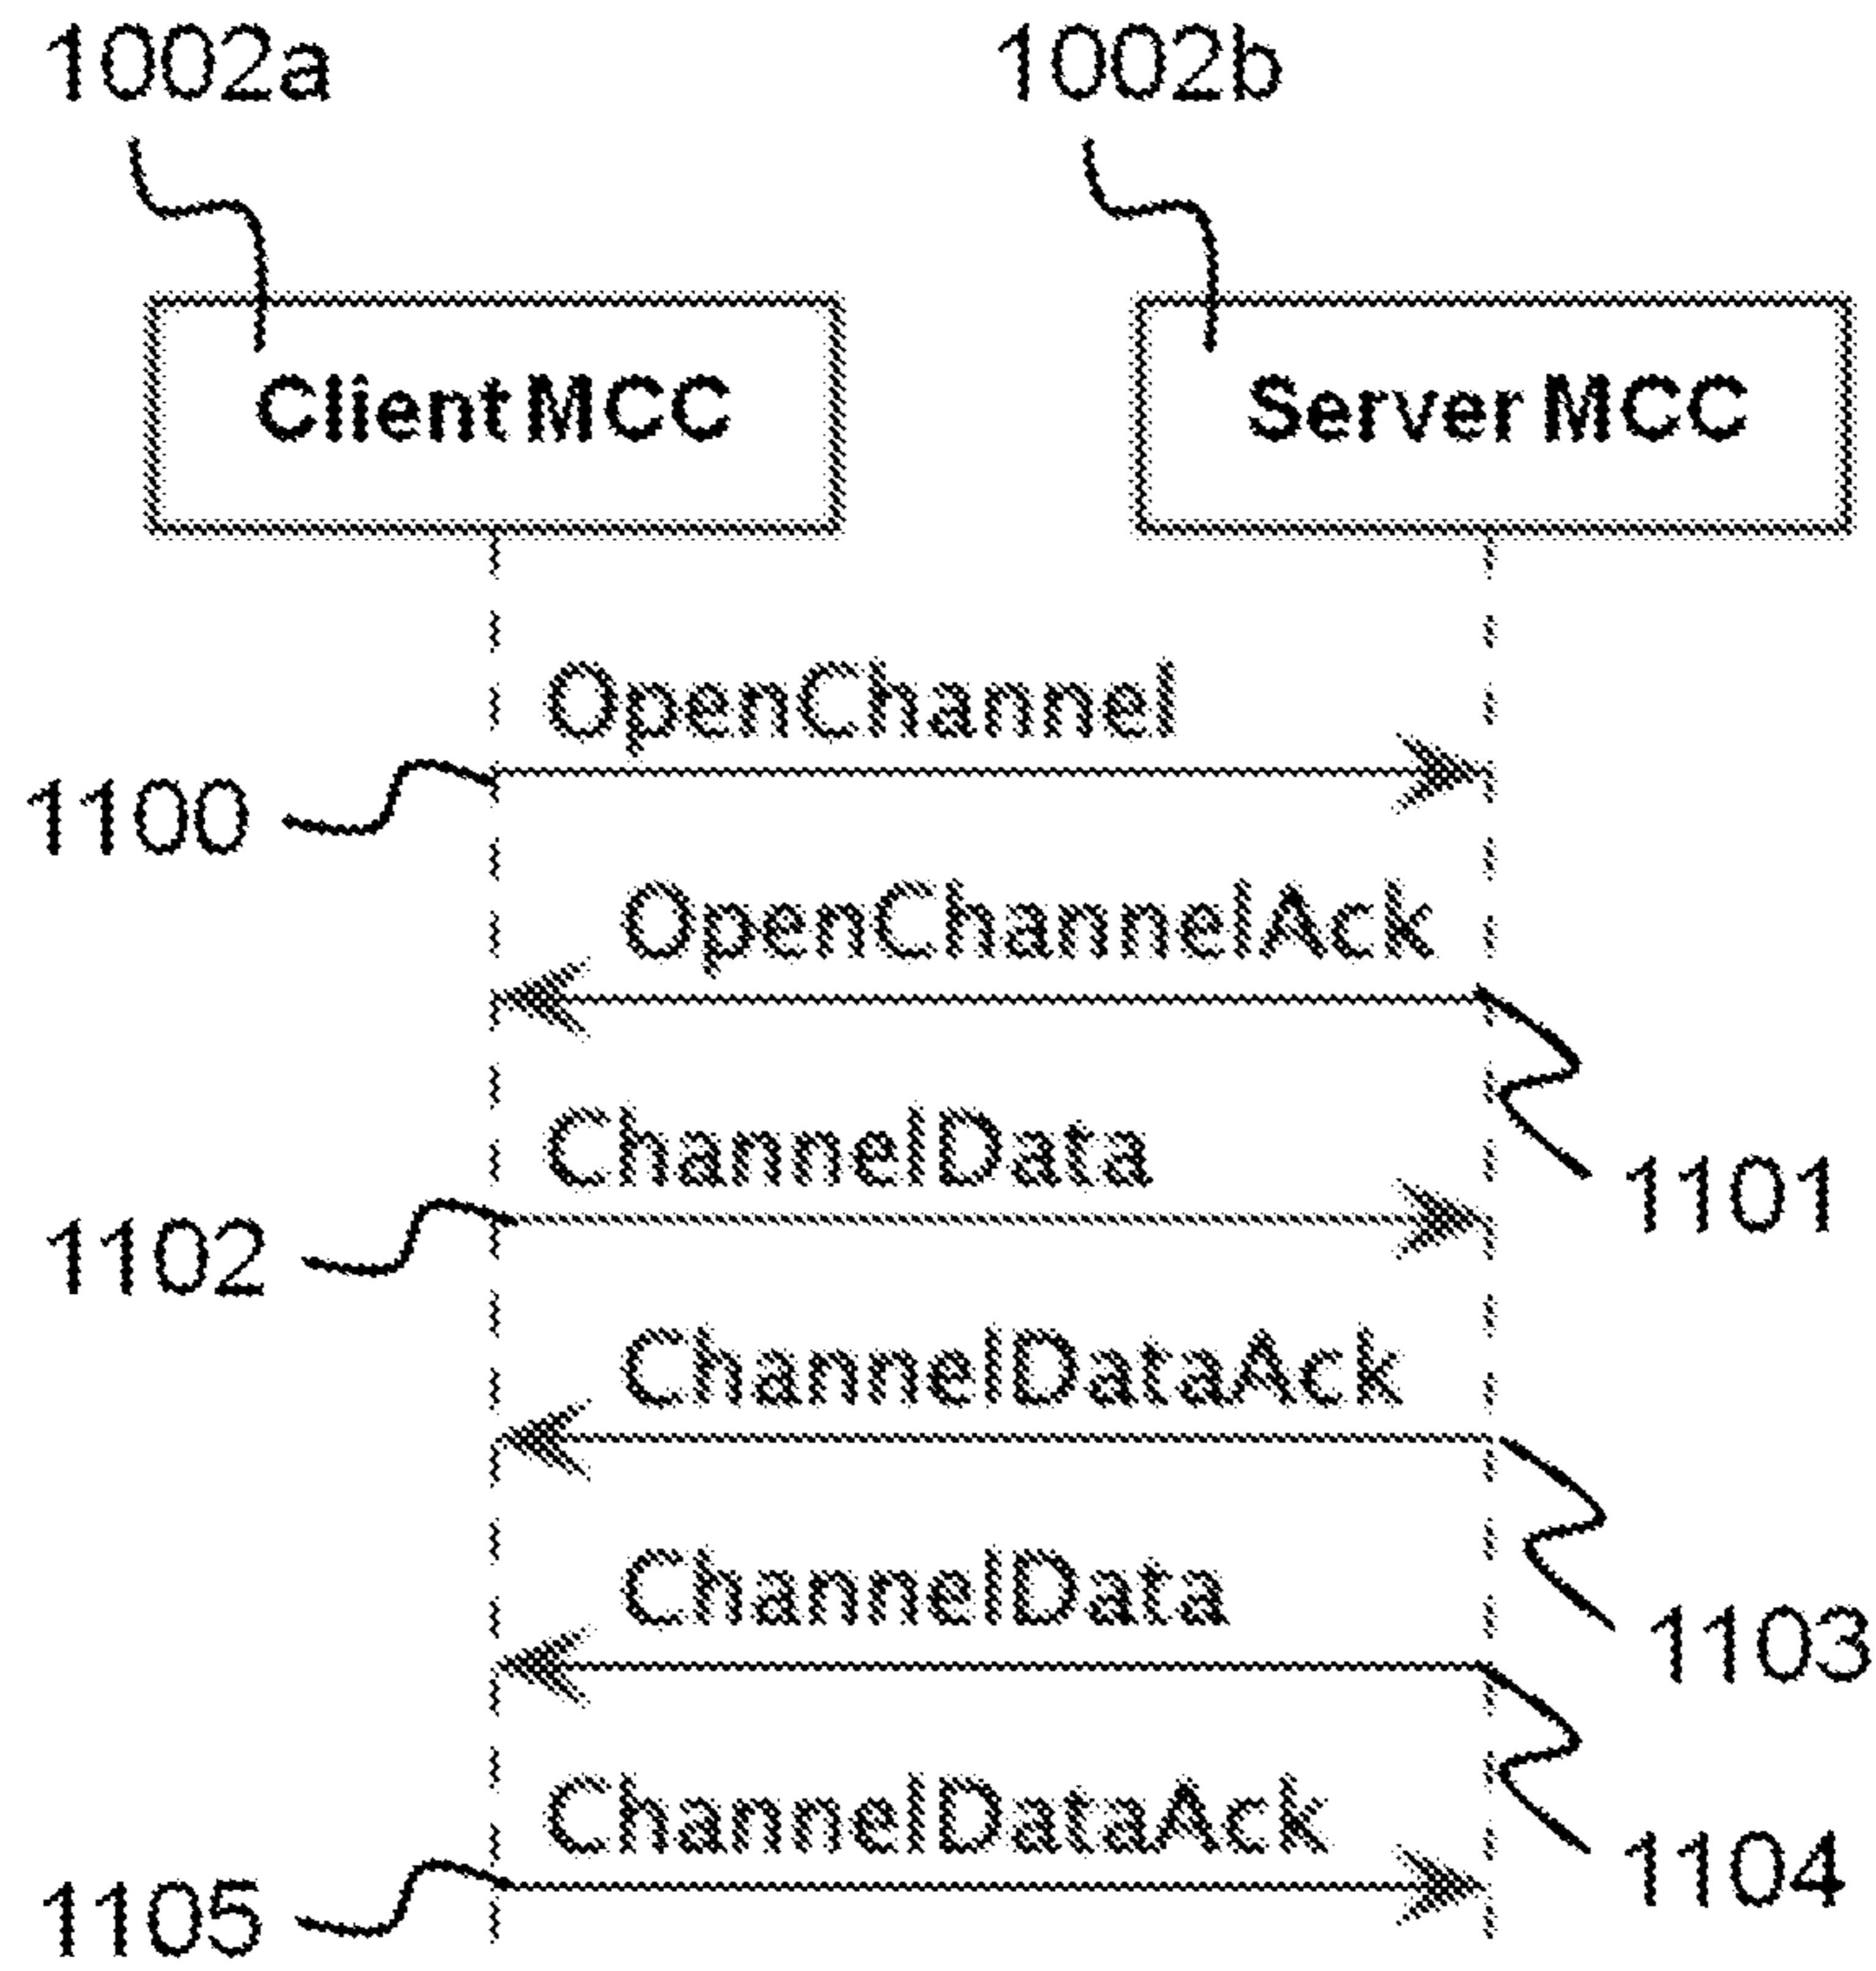 1002a
1002b
Client MCC
Server MCC
OpenChannel
1100
OpenChannelAck
1101
ChannelData
1102
ChannelDataAck
1103
ChannelData
1104
ChannelDataAck
1105